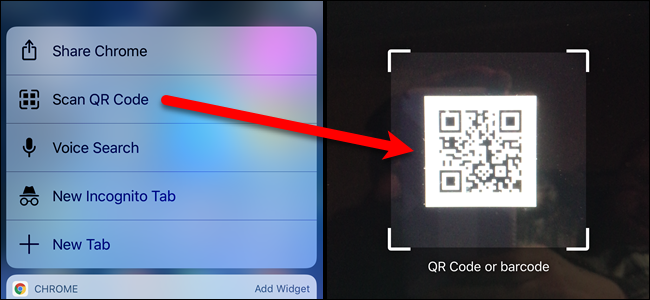 Share Chrome
Scan QR Code
Voice Search
New Incognito Tab
New Tab
CHROME
Add Widget
QR Code or barcode